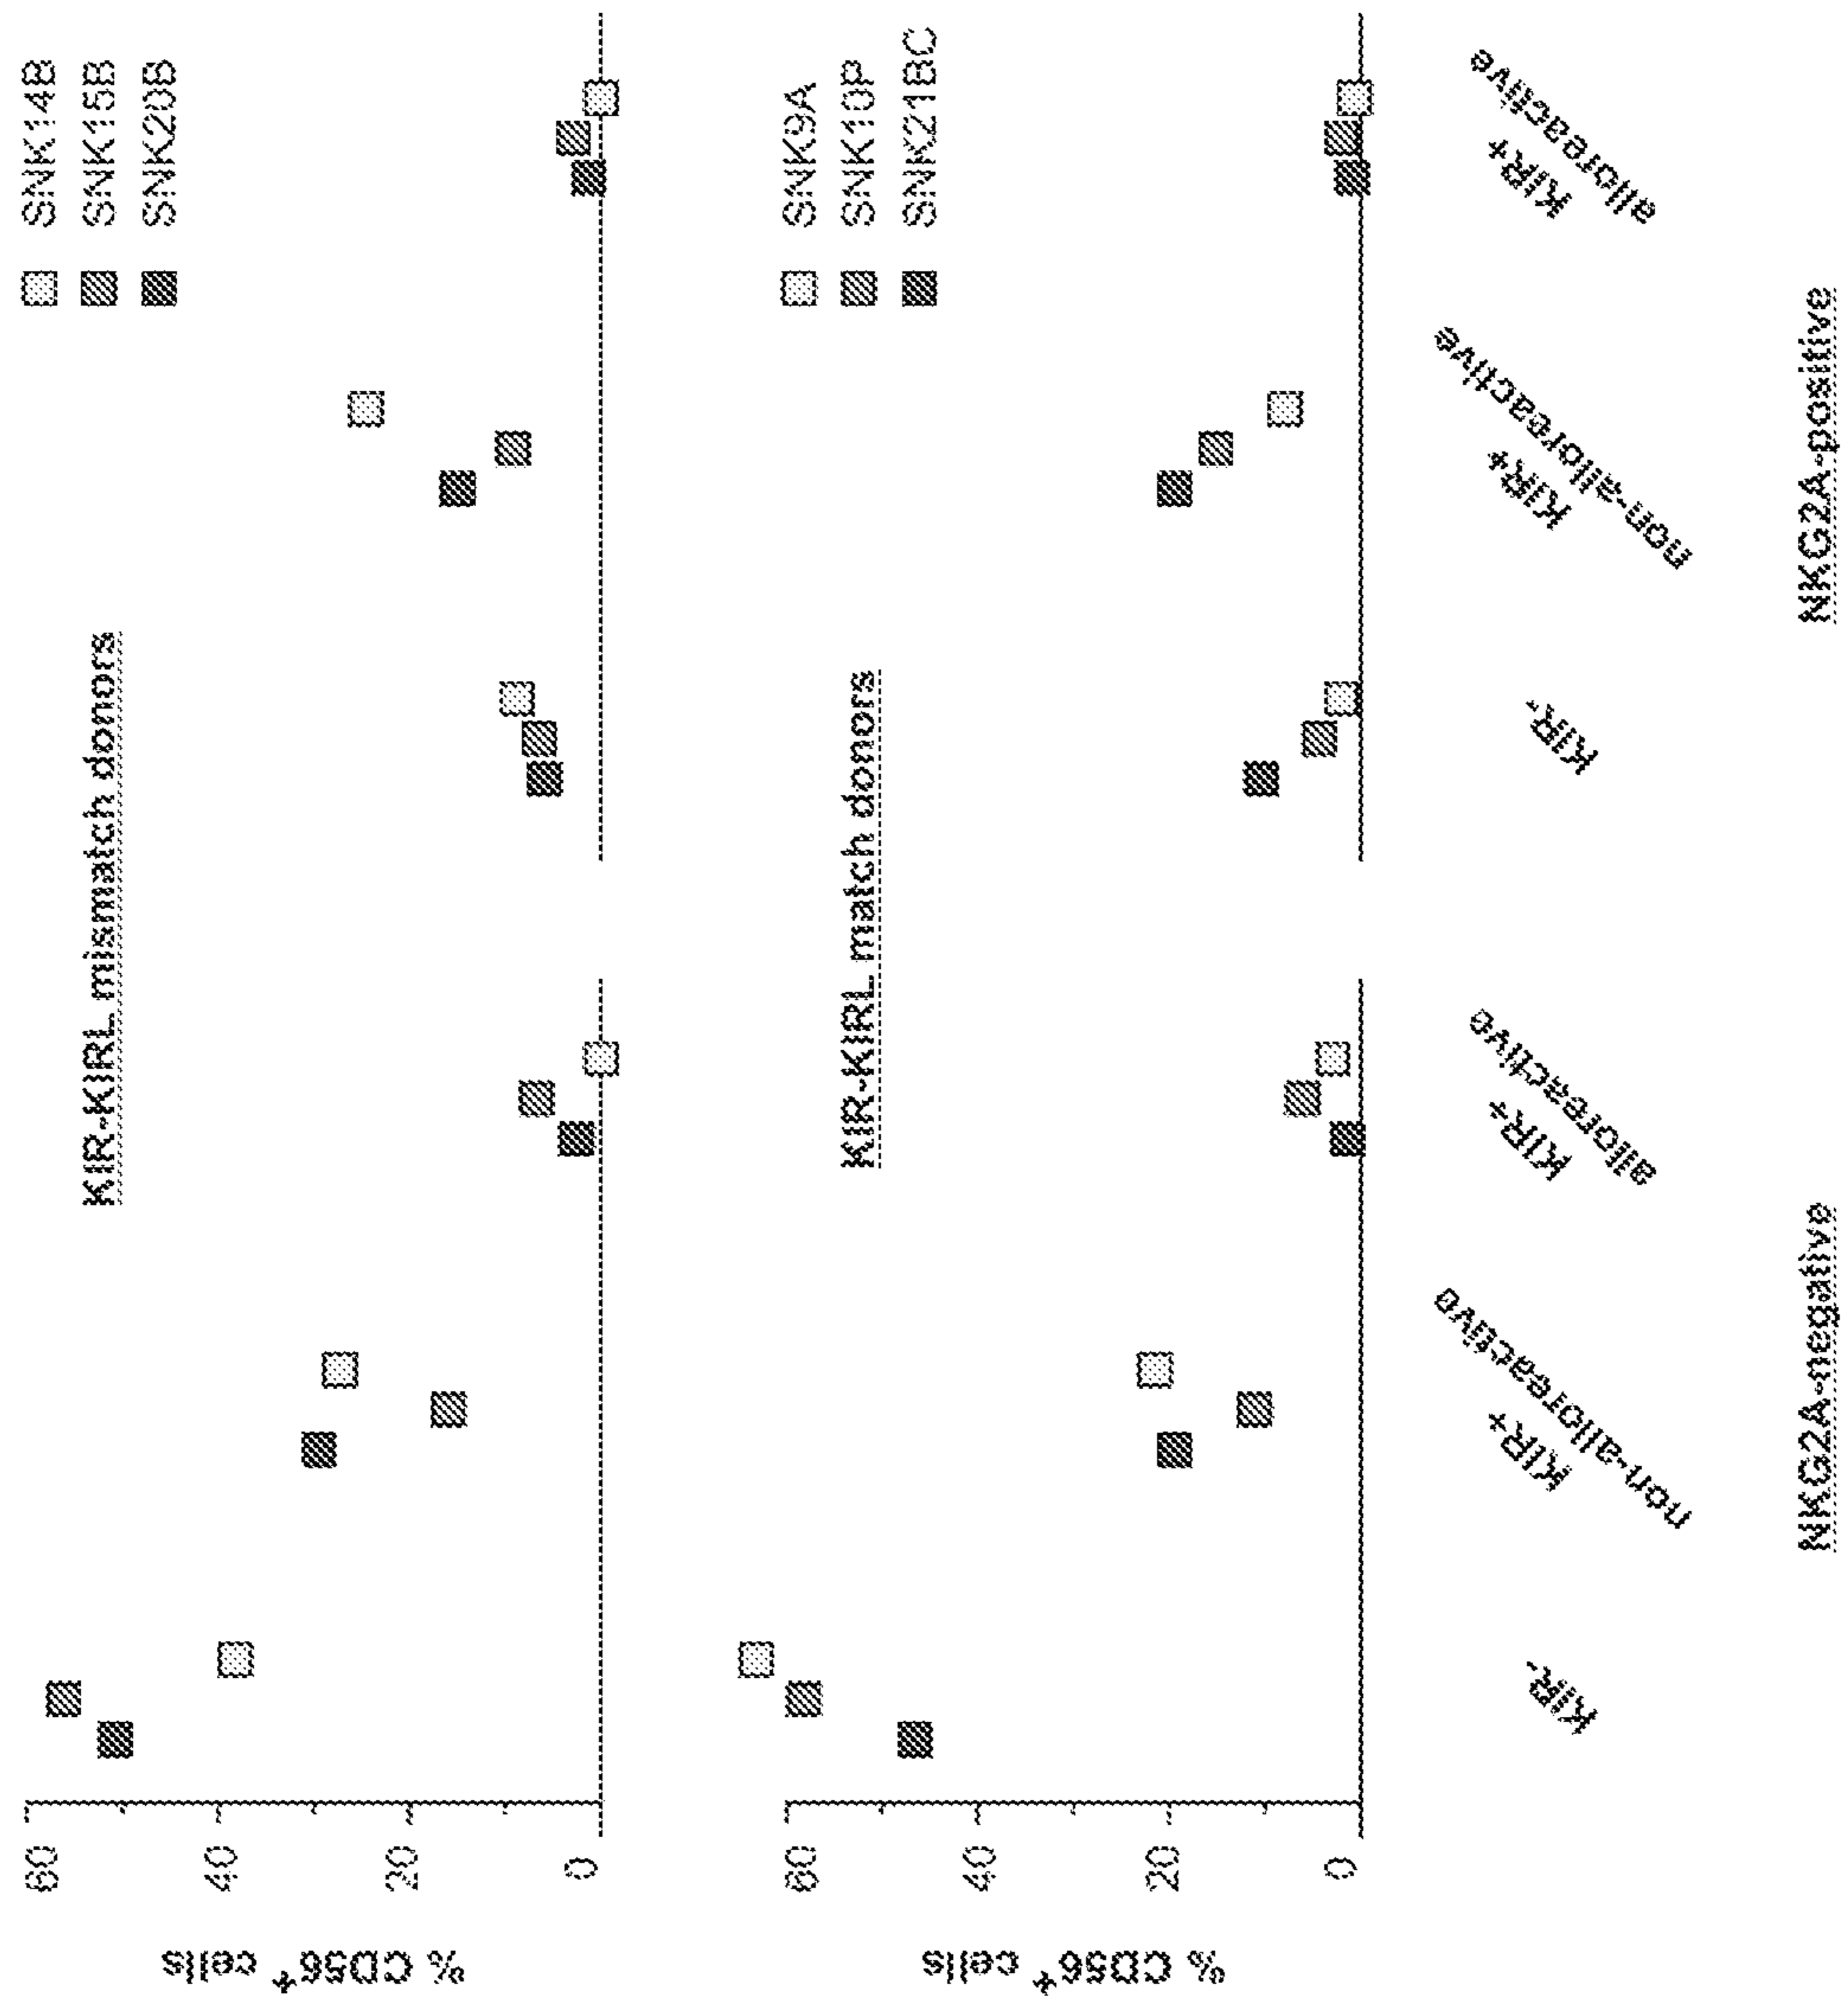 KIR-KIRL mismatch donors
SNK14B
SNK15B
SNK20B
% CD56+ cells
60
40
20
0
KIR-KIRL match donors
SNK9A
SNK10P
SNK21BC
% CD56+ cells
60
40
20
0
KIR-
KIR+
non-alloreactive
KIR+
alloreactive
KIR-
KIR+
non-alloreactive
KIR+
alloreactive
NKG2A-negative
NKG2A-positive